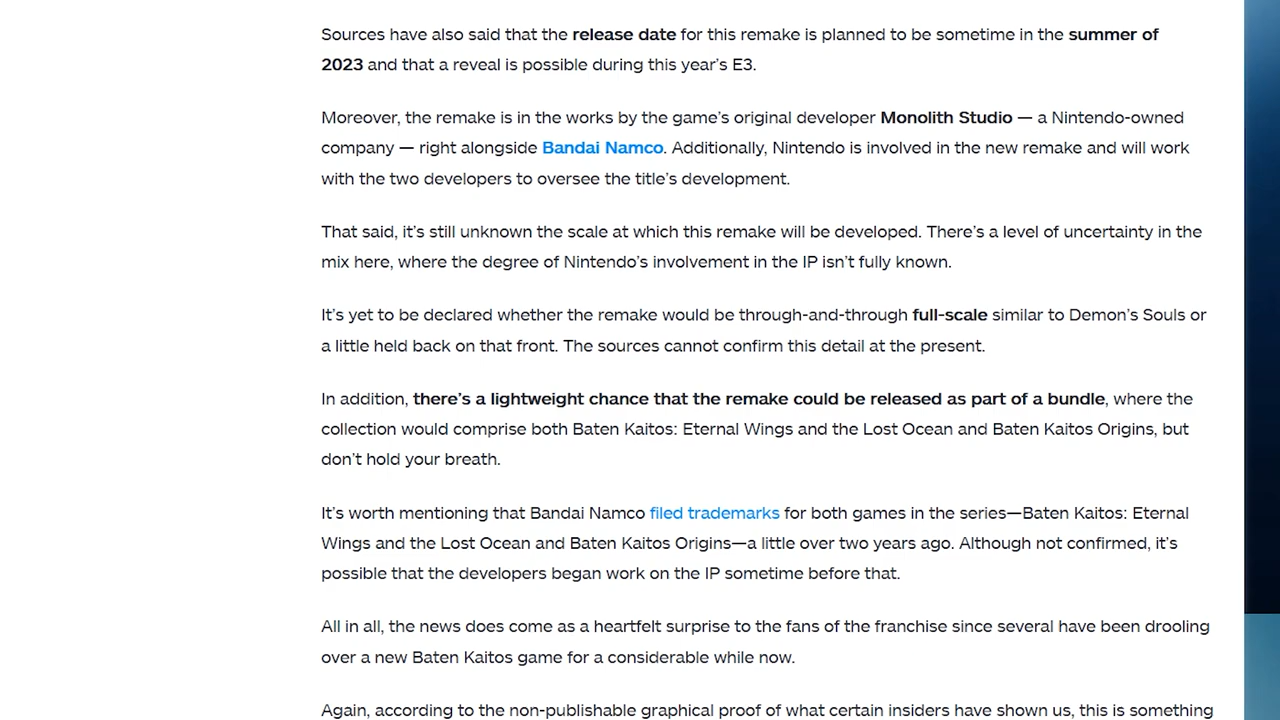 Sources have also said that the release date for this remake is planned to be sometime in the summer of
2023 and that a reveal is possible during this year's E3.
Moreover, the remake is in the works by the game's original developer Monolith Studio — a Nintendo-owned
company — right alongside Bandai Namco. Additionally, Nintendo is involved in the new remake and will work
with the two developers to oversee the title's development.
That said, it's still unknown the scale at which this remake will be developed. There's a level of uncertainty in the
mix here, where the degree of Nintendo's involvement in the IP isn't fully known.
It's yet to be declared whether the remake would be through-and-through full-scale similar to Demon's Souls or
a little held back on that front. The sources cannot confirm this detail at the present.
In addition, there's a lightweight chance that the remake could be released as part of a bundle, where the
collection would comprise both Baten Kaitos: Eternal Wings and the Lost Ocean and Baten Kaitos Origins, but
don't hold your breath.
It's worth mentioning that Bandai Namco filed trademarks for both games in the series—Baten Kaitos: Eternal
Wings and the Lost Ocean and Baten Kaitos Origins—a little over two years ago. Although not confirmed, it's
possible that the developers began work on the IP sometime before that.
All in all, the news does come as a heartfelt surprise to the fans of the franchise since several have been drooling
over a new Baten Kaitos game for a considerable while now.
Again, according to the non-publishable graphical proof of what certain insiders have shown us, this is something